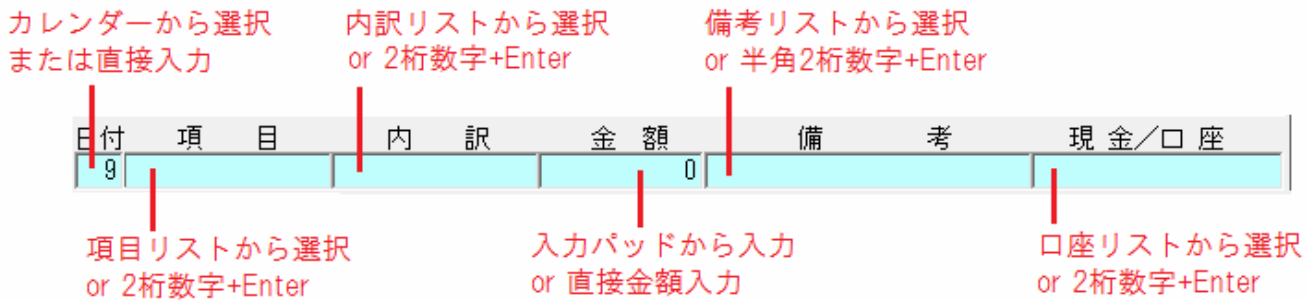 カレンダーから選択
または直接入力
内訳リストから選択
or 2桁数字+Enter
備考リストから選択
or 半角2桁数字+Enter
日付 項 目 内 訳 金 額 備 考 現 金/口 座
9 0
項目リストから選択
or 2桁数字+Enter
入力パッドから入力
or 直接金額入力
口座リストから選択
or 2桁数字+Enter